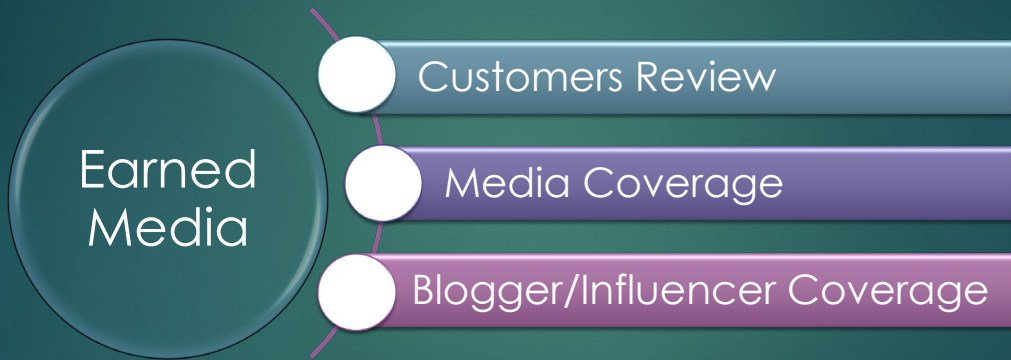 Earned
Media
Customers Review
Media Coverage
Blogger/Influencer Coverage